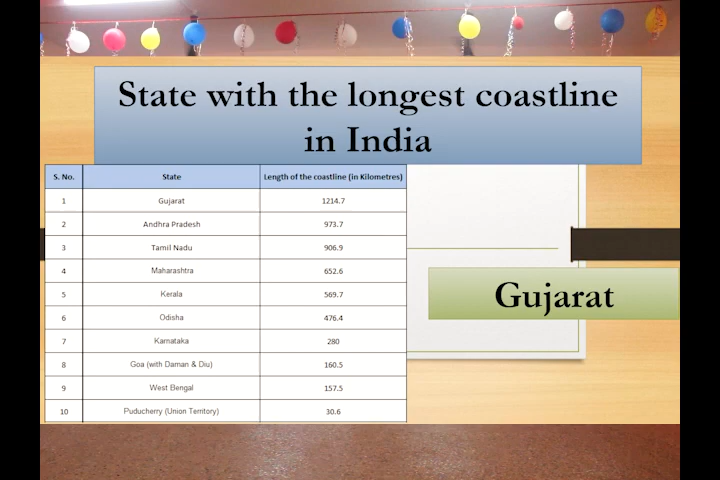 State with the longest coastline
in India
S. No. State Length of the coastline (in Kilometres)
1 Gujarat 1214.7
2 Andhra Pradesh 973.7
3 Tamil Nadu 906.9
4 Maharashtra 652.6
5 Kerala 569.7
6 Odisha 476.4
7 Karnataka 280
8 Goa (with Daman & Diu) 160.5
9 West Bengal 157.5
10 Puducherry (Union Territory) 30.6
Gujarat